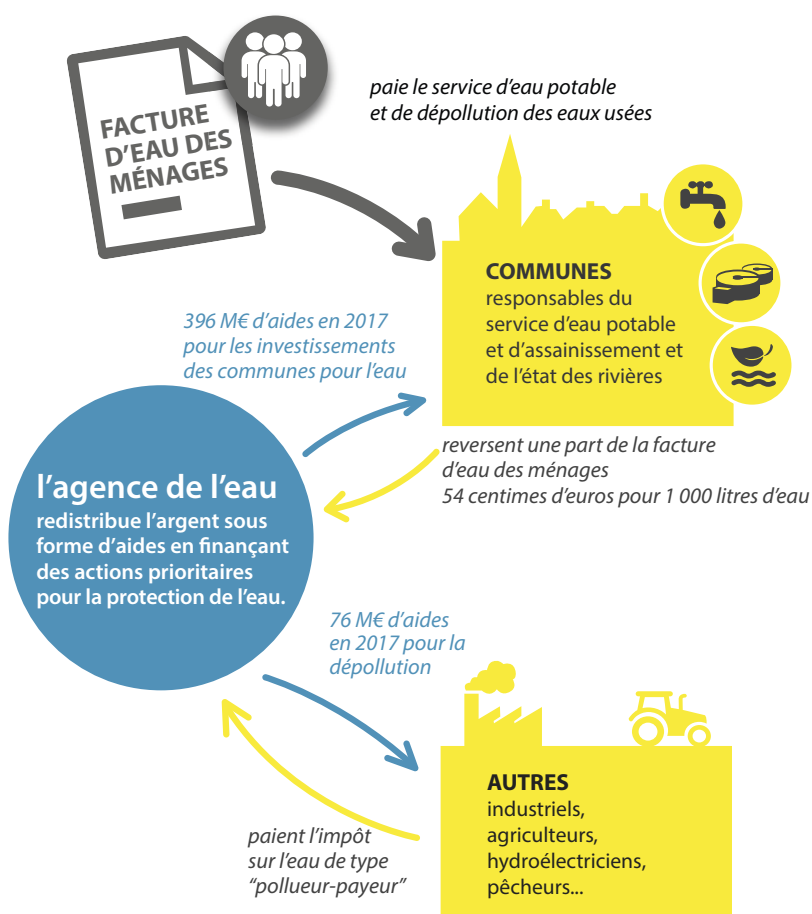 FACTURE
D'EAU DES
MÉNAGES
paie le service d'eau potable
et de dépollution des eaux usées
COMMUNES
responsables du
service d'eau potable
et d'assainissement et
de l'état des rivières
396 M€ d'aides en 2017
pour les investissements
des communes pour l'eau
reversent une part de la facture
d'eau des ménages
54 centimes d'euros pour 1 000 litres d'eau
l'agence de l'eau
redistribue l'argent sous
forme d'aides en finançant
des actions prioritaires
pour la protection de l'eau.
76 M€ d'aides
en 2017 pour la
dépollution
AUTRES
industriels,
agriculteurs,
hydroélectriciens,
pêcheurs...
paient l'impôt
sur l'eau de type
"pollueur-payeur"